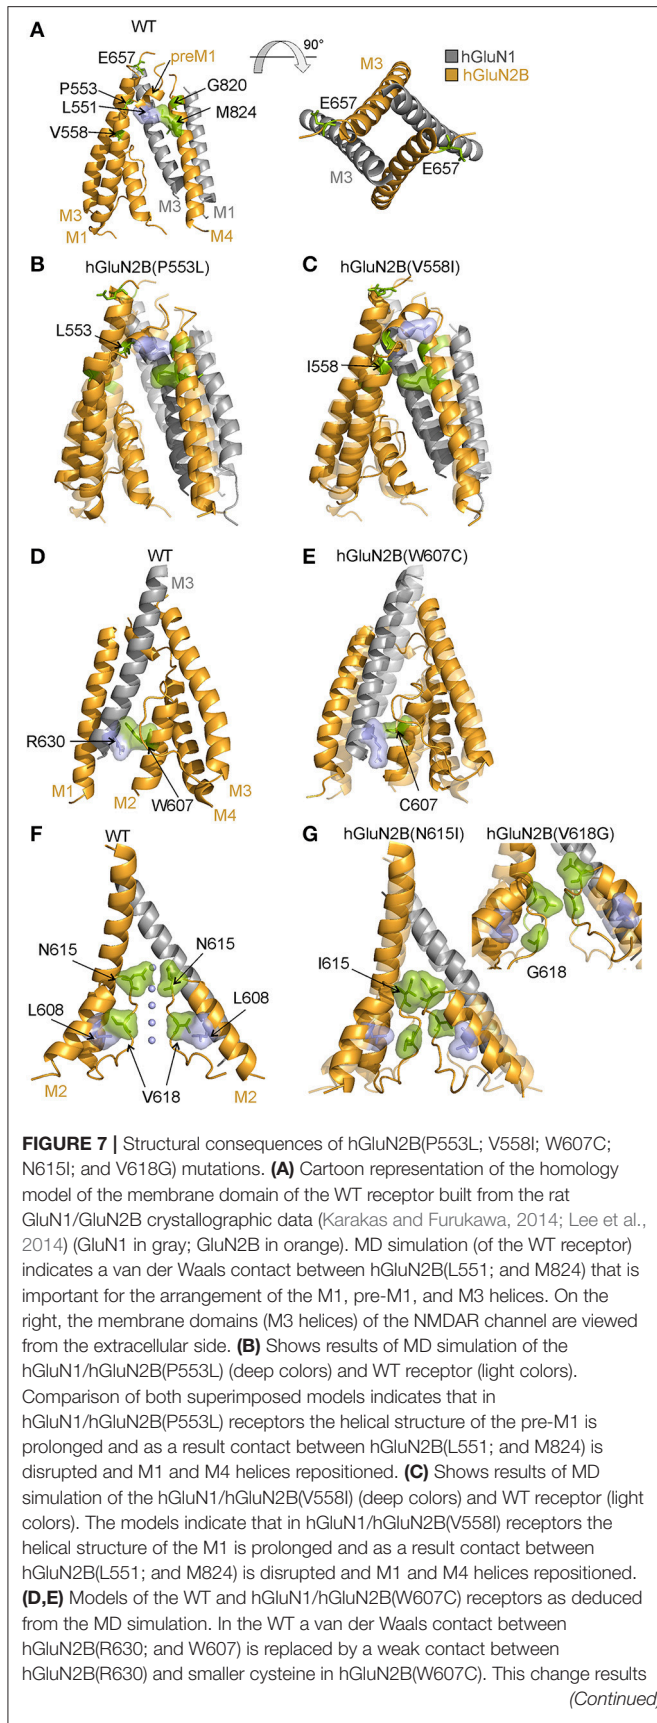 A
WT
90°
hGluN1
hGluN2B
E657
preM1
P553
L551
V558
G820
M824
M3
M1
M3
M1
M4
M3
E657
E657
M3
B
hGluN2B(P553L)
L553
C
hGluN2B(V558I)
I558
D
WT
M3
R630
M1
M2
W607
M3
M4
E
hGluN2B(W607C)
C607
F
WT
N615
N615
L608
L608
V618
M2
M2
G
hGluN2B(N615I)
hGluN2B(V618G)
I615
G618
FIGURE 7 | Structural consequences of hGluN2B(P553L; V558I; W607C;
N615I; and V618G) mutations. (A) Cartoon representation of the homology
model of the membrane domain of the WT receptor built from the rat
GluN1/GluN2B crystallographic data (Karakas and Furukawa, 2014; Lee et al.,
2014) (GluN1 in gray; GluN2B in orange). MD simulation (of the WT receptor)
indicates a van der Waals contact between hGluN2B(L551; and M824) that is
important for the arrangement of the M1, pre-M1, and M3 helices. On the
right, the membrane domains (M3 helices) of the NMDAR channel are viewed
from the extracellular side. (B) Shows results of MD simulation of the
hGluN1/hGluN2B(P553L) (deep colors) and WT receptor (light colors).
Comparison of both superimposed models indicates that in
hGluN1/hGluN2B(P553L) receptors the helical structure of the pre-M1 is
prolonged and as a result contact between hGluN2B(L551; and M824) is
disrupted and M1 and M4 helices repositioned. (C) Shows results of MD
simulation of the hGluN1/hGluN2B(V558I) (deep colors) and WT receptor (light
colors). The models indicate that in hGluN1/hGluN2B(V558I) receptors the
helical structure of the M1 is prolonged and as a result contact between
hGluN2B(L551; and M824) is disrupted and M1 and M4 helices repositioned.
(D,E) Models of the WT and hGluN1/hGluN2B(W607C) receptors as deduced
from the MD simulation. In the WT a van der Waals contact between
hGluN2B(R630; and W607) is replaced by a weak contact between
hGluN2B(R630) and smaller cysteine in hGluN2B(W607C). This change results
(Continued)